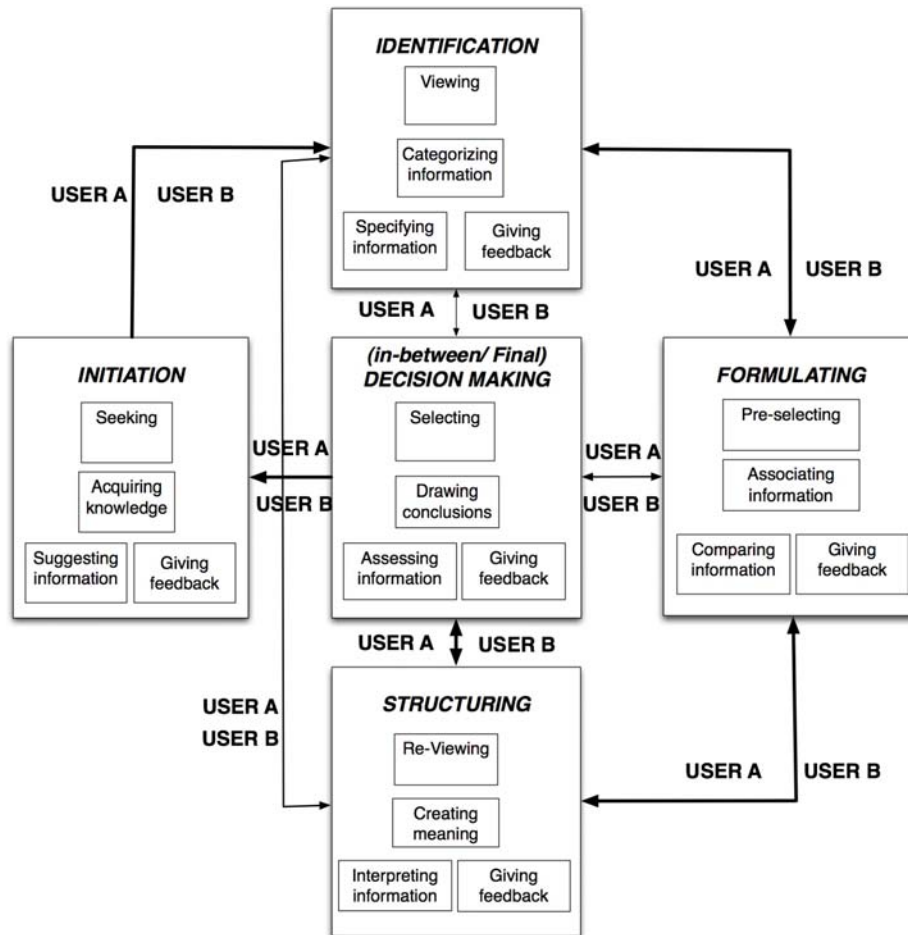 IDENTIFICATION
Viewing
Categorizing
information
Specifying
information
Giving
feedback
USER A
USER B
USER A
USER B
USER A
USER B
INITIATION
Seeking
Acquiring
knowledge
Suggesting
information
Giving
feedback
USER A
USER B
(in-between/ Final)
DECISION MAKING
Selecting
Drawing
conclusions
Assessing
information
Giving
feedback
USER A
USER B
FORMULATING
Pre-selecting
Associating
information
Comparing
information
Giving
feedback
USER A
USER B
USER A
USER B
STRUCTURING
Re-Viewing
Creating
meaning
Interpreting
information
Giving
feedback
USER A
USER B